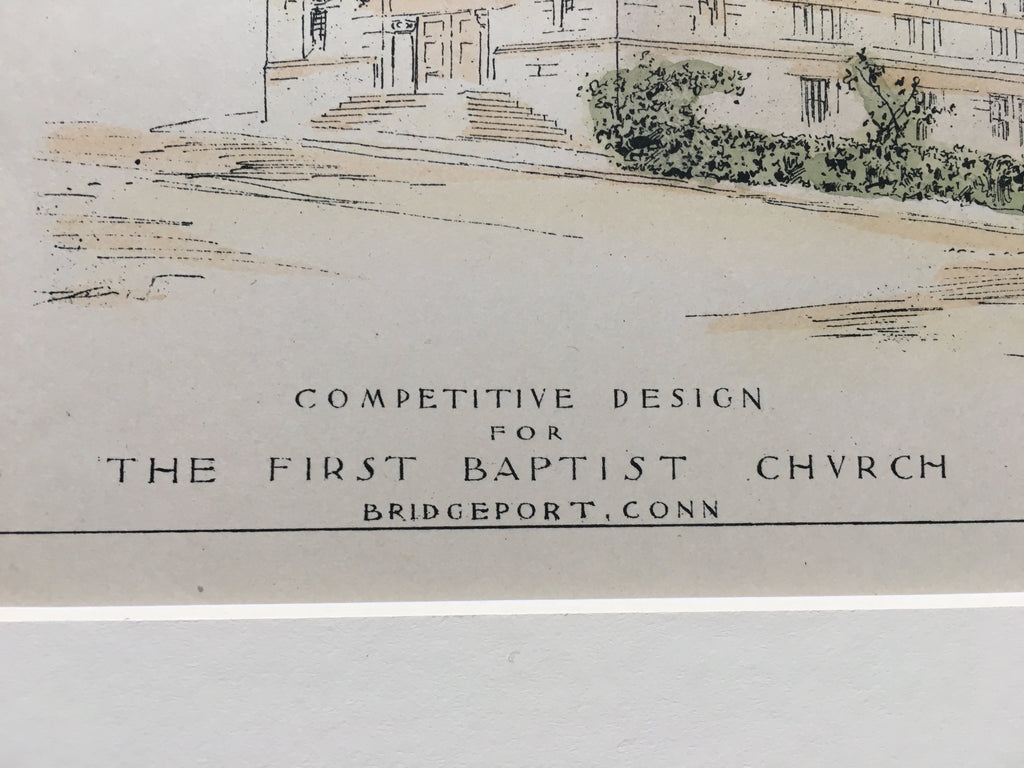 COMPETITIVE DESIGN
FOR
THE FIRST BAPTIST CHVRCH
BRIDGEPORT, CONN